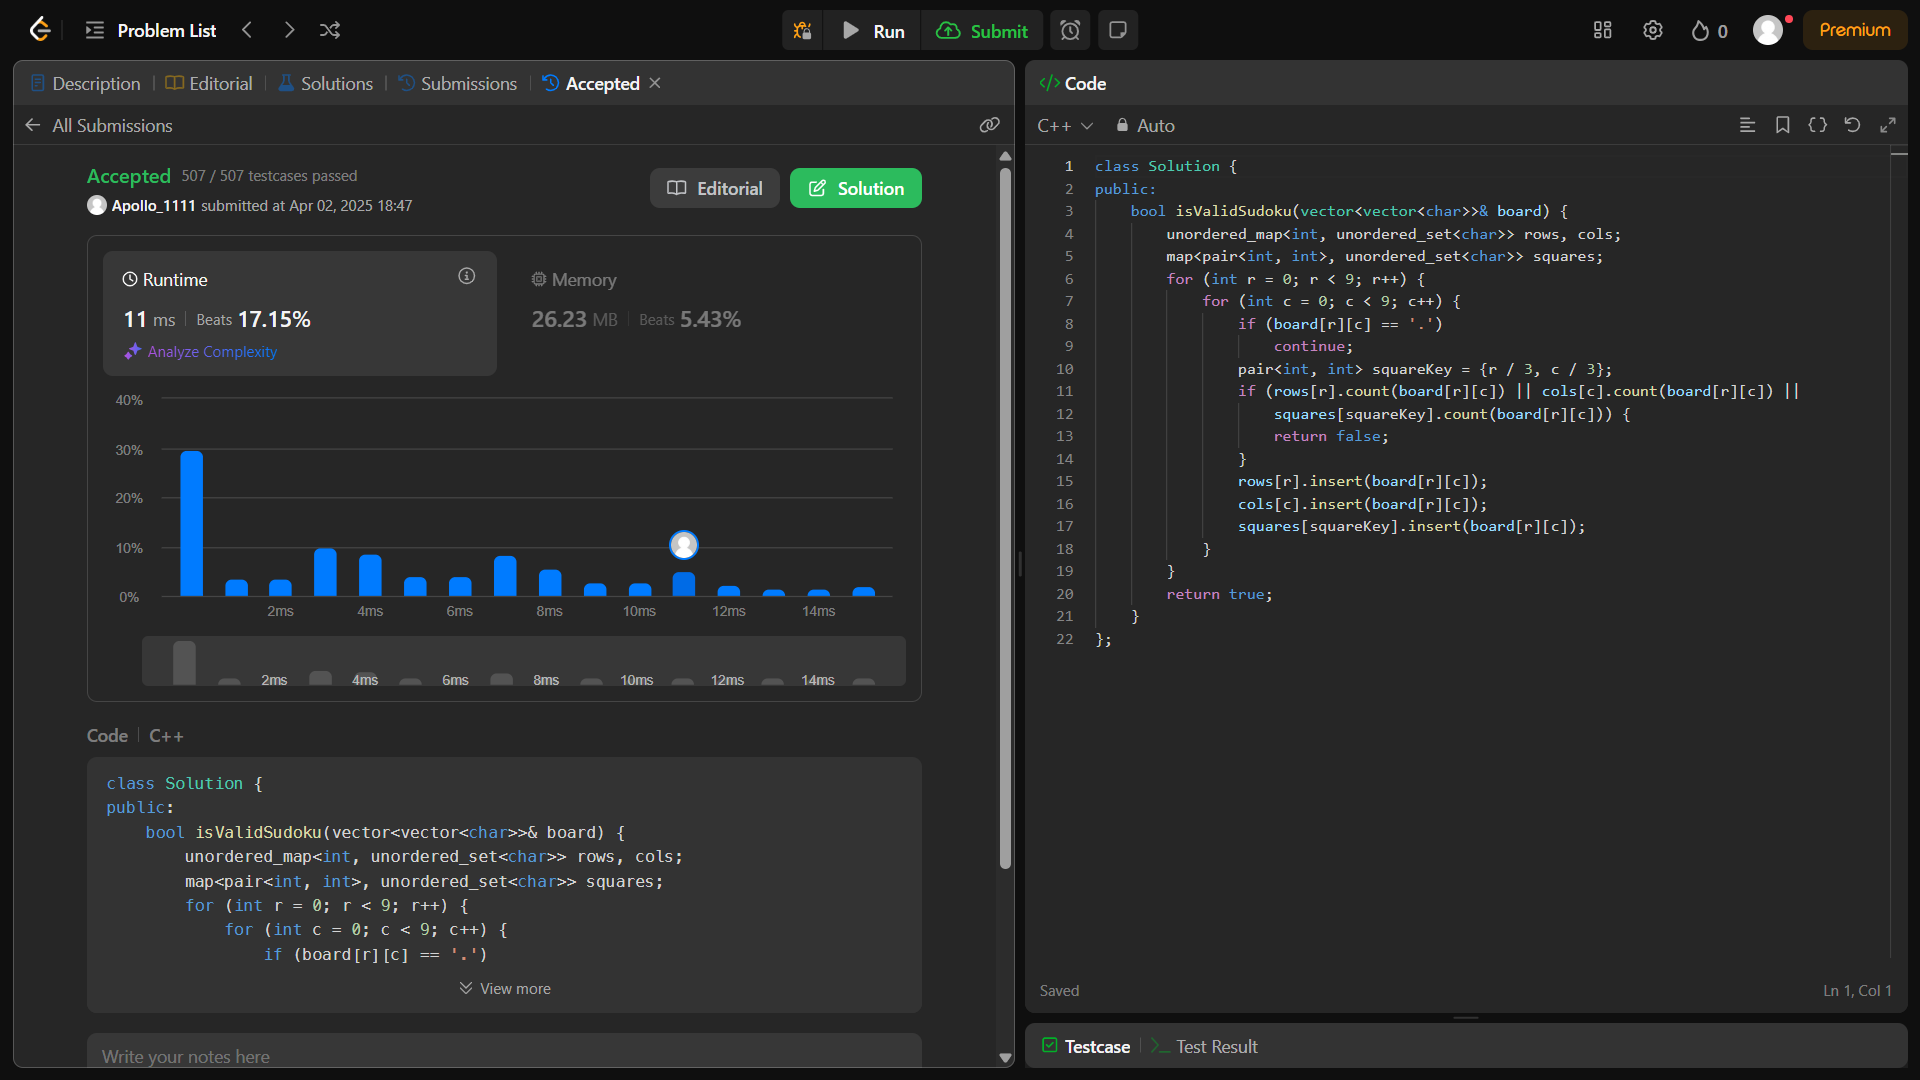 Problem List
Run
Submit
0
Premium
Description
Editorial
Solutions
Submissions
Accepted
All Submissions
Accepted 507 / 507 testcases passed
Apollo_1111 submitted at Apr 02, 2025 18:47
Editorial
Solution
Runtime
11 ms Beats 17.15%
Analyze Complexity
Memory
26.23 MB Beats 5.43%
40%
30%
20%
10%
0%
2ms 4ms 6ms 8ms 10ms 12ms 14ms
2ms 4ms 6ms 8ms 10ms 12ms 14ms
Code C++
class Solution {
public:
    bool isValidSudoku(vector<vector<char>>& board) {
        unordered_map<int, unordered_set<char>> rows, cols;
        map<pair<int, int>, unordered_set<char>> squares;
        for (int r = 0; r < 9; r++) {
            for (int c = 0; c < 9; c++) {
                if (board[r][c] == '.')
View more
Write your notes here
</> Code
C++
Auto
1 class Solution {
2 public:
3     bool isValidSudoku(vector<vector<char>>& board) {
4         unordered_map<int, unordered_set<char>> rows, cols;
5         map<pair<int, int>, unordered_set<char>> squares;
6         for (int r = 0; r < 9; r++) {
7             for (int c = 0; c < 9; c++) {
8                 if (board[r][c] == '.')
9                     continue;
10                 pair<int, int> squareKey = {r / 3, c / 3};
11                 if (rows[r].count(board[r][c]) || cols[c].count(board[r][c]) ||
12                     squares[squareKey].count(board[r][c])) {
13                     return false;
14                 }
15                 rows[r].insert(board[r][c]);
16                 cols[c].insert(board[r][c]);
17                 squares[squareKey].insert(board[r][c]);
18             }
19         }
20         return true;
21     }
22 };
Saved
Ln 1, Col 1
Testcase
Test Result